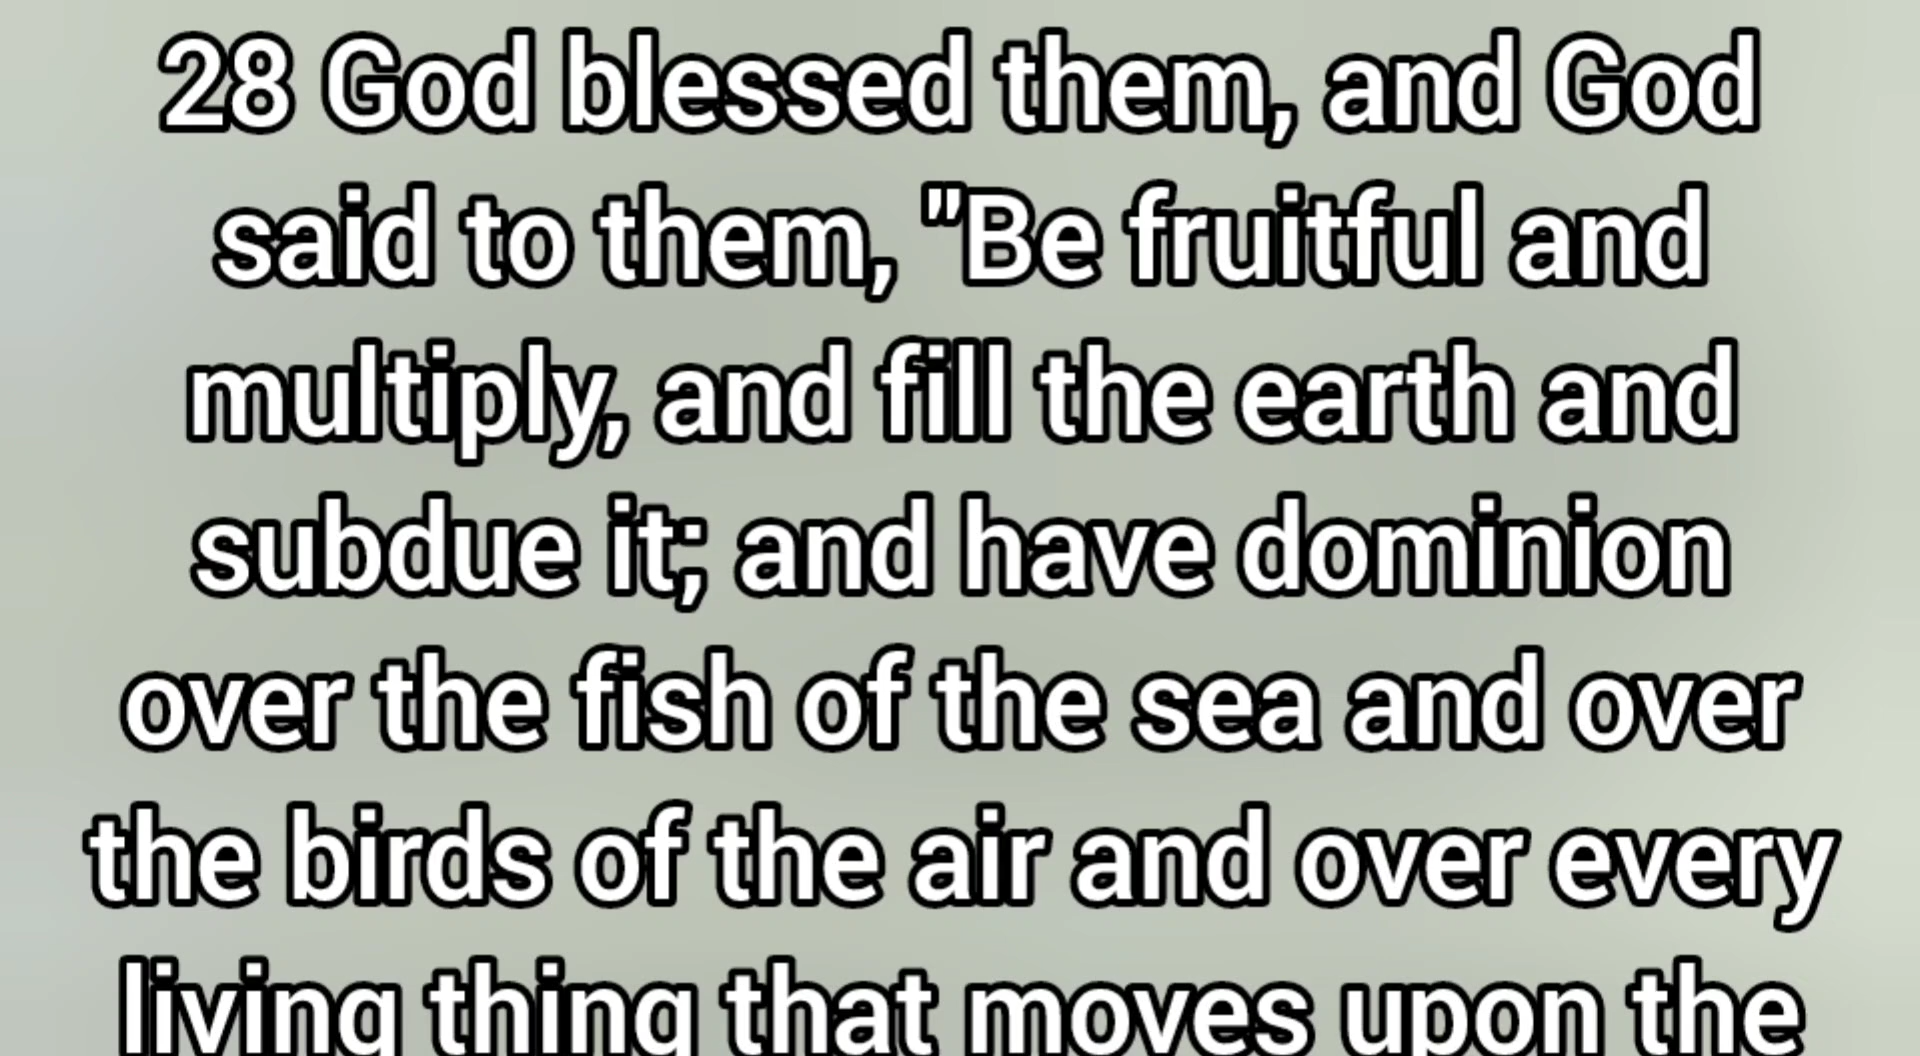 28 God blessed them, and God
said to them, "Be fruitful and
multiply, and fill the earth and
subdue it; and have dominion
over the fish of the sea and over
the birds of the air and over every
living thing that moves upon the